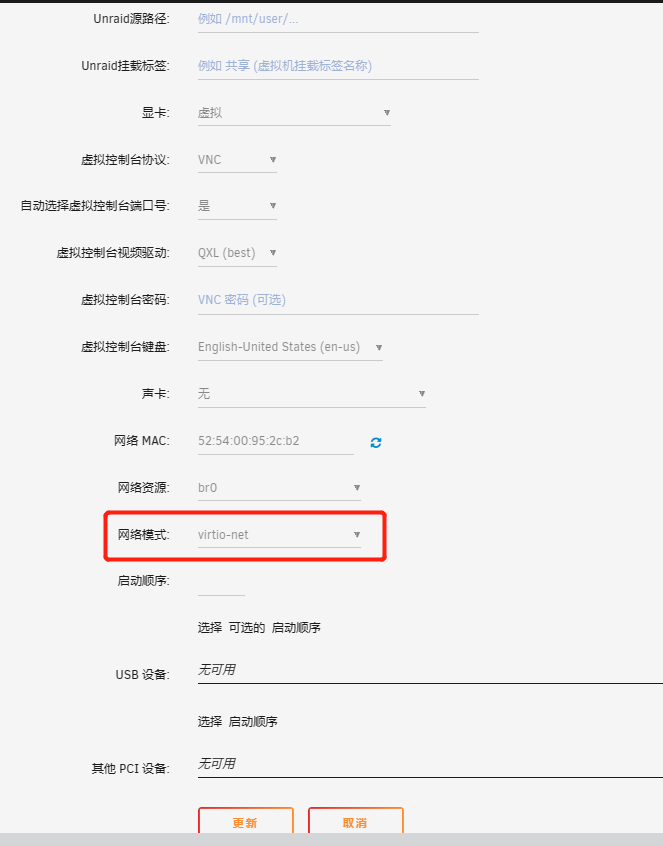 Unraid源路径: 例如 /mnt/user/...
Unraid挂载标签: 例如 共享 (虚拟机挂载标签名称)
显卡: 虚拟
虚拟控制台协议: VNC
自动选择虚拟控制台端口号: 是
虚拟控制台视频驱动: QXL (best)
虚拟控制台密码: VNC 密码 (可选)
虚拟控制台键盘: English-United States (en-us)
声卡: 无
网络 MAC: 52:54:00:95:2c:b2
网络资源: br0
网络模式: virtio-net
启动顺序:
选择 可选的 启动顺序
USB 设备: 无可用
选择 启动顺序
其他 PCI 设备: 无可用
更新 取消